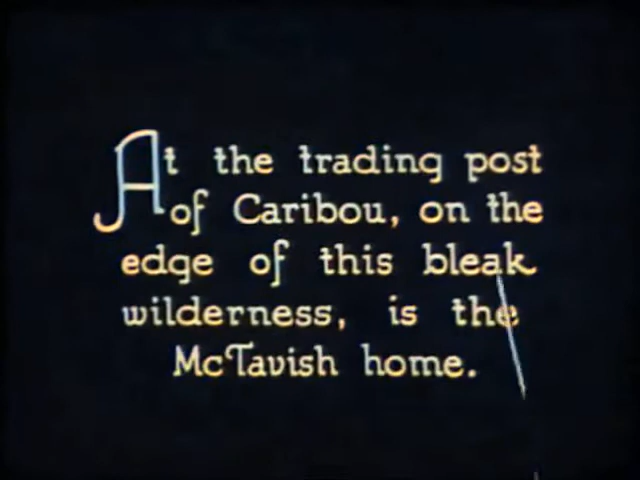 At the trading post
of Caribou, on the
edge of this bleak
wilderness, is the
McTavish home.